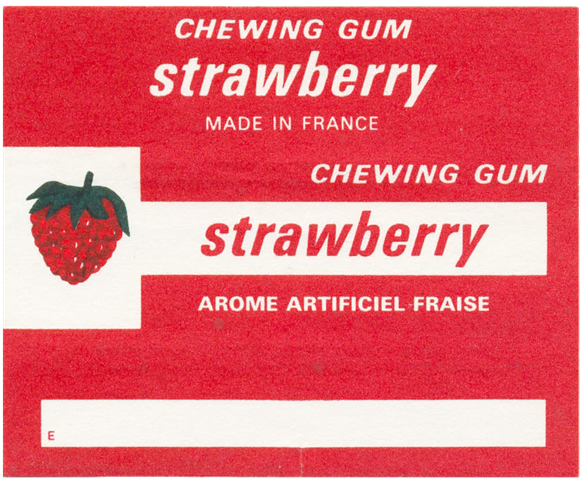 CHEWING GUM
strawberry
MADE IN FRANCE
CHEWING GUM
strawberry
AROME ARTIFICIEL FRAISE
E